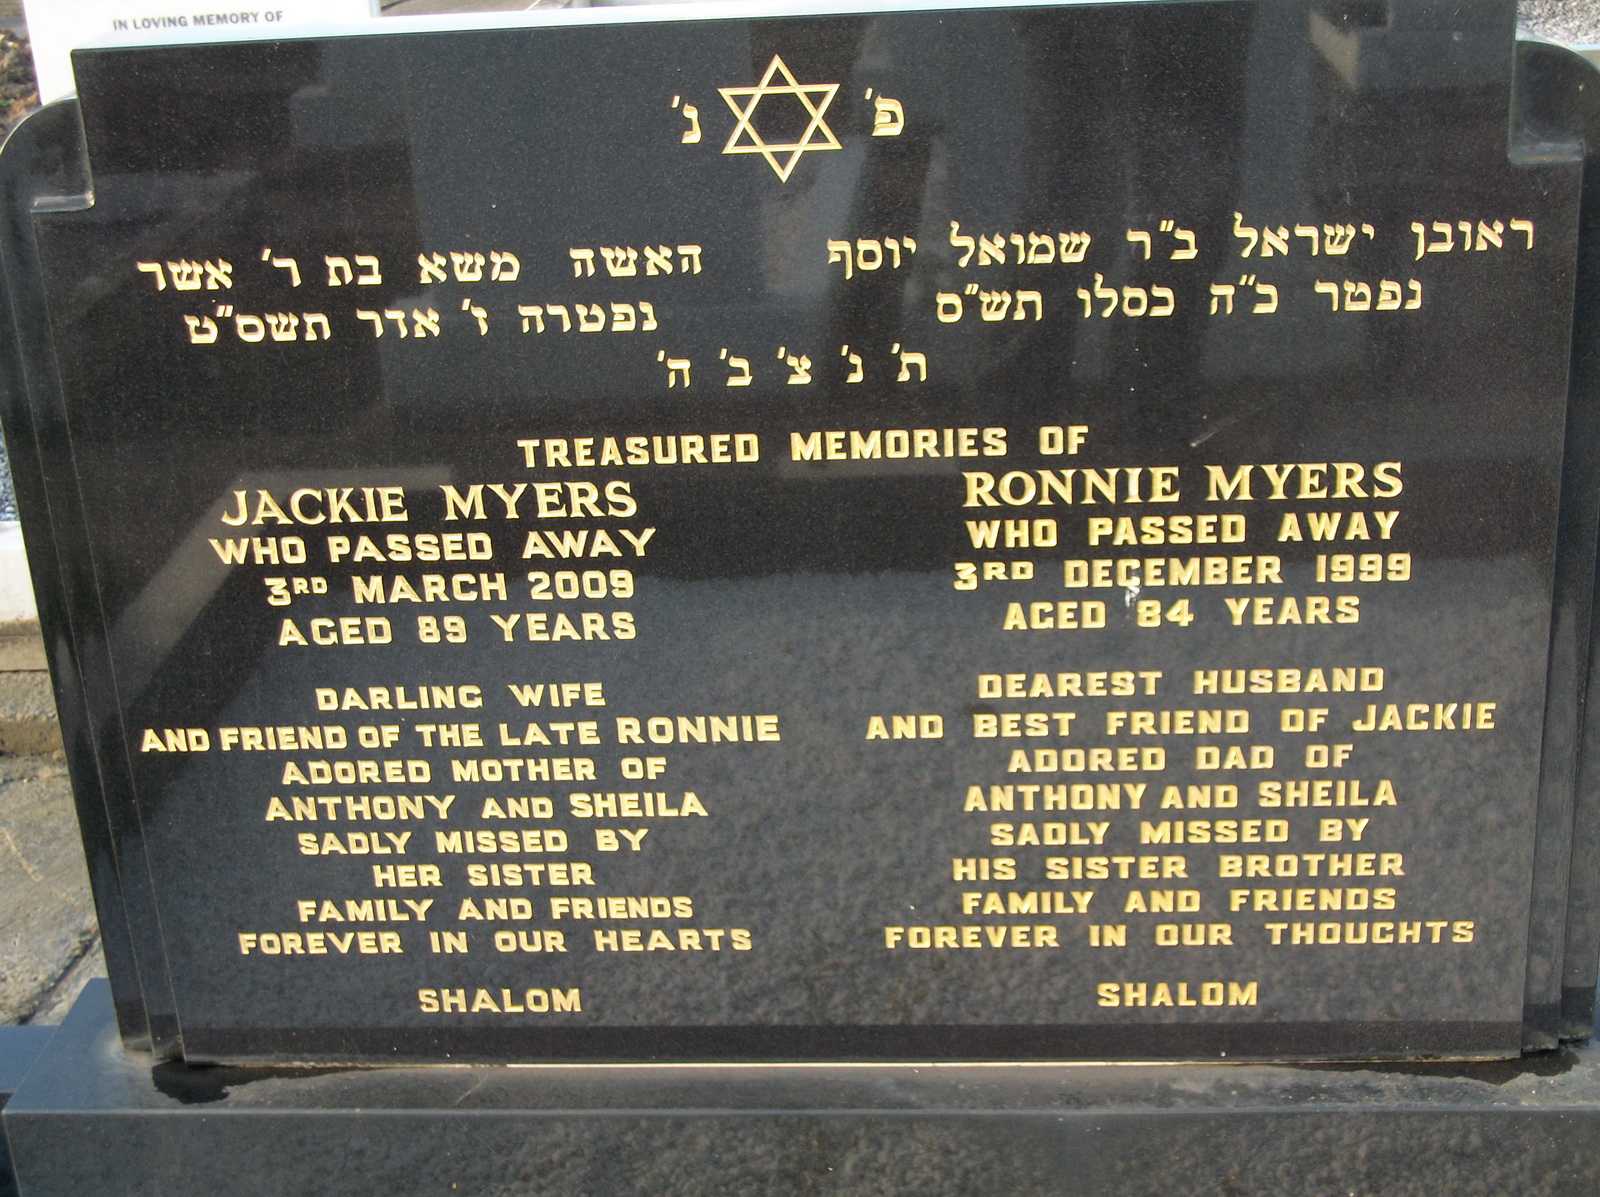 IN LOVING MEMORY OF
פ' נ'
ראובן ישראל ב"ר שמואל יוסף
נפטר כ"ה כסלו תש"ס
האשה משא בת ר' אשר
נפטרה ז' אדר תשס"ט
ת' נ' צ' ב' ה'
TREASURED MEMORIES OF
JACKIE MYERS
WHO PASSED AWAY
3RD MARCH 2009
AGED 89 YEARS
DARLING WIFE
AND FRIEND OF THE LATE RONNIE
ADORED MOTHER OF
ANTHONY AND SHEILA
SADLY MISSED BY
HER SISTER
FAMILY AND FRIENDS
FOREVER IN OUR HEARTS
SHALOM
RONNIE MYERS
WHO PASSED AWAY
3RD DECEMBER 1999
AGED 84 YEARS
DEAREST HUSBAND
AND BEST FRIEND OF JACKIE
ADORED DAD OF
ANTHONY AND SHEILA
SADLY MISSED BY
HIS SISTER BROTHER
FAMILY AND FRIENDS
FOREVER IN OUR THOUGHTS
SHALOM